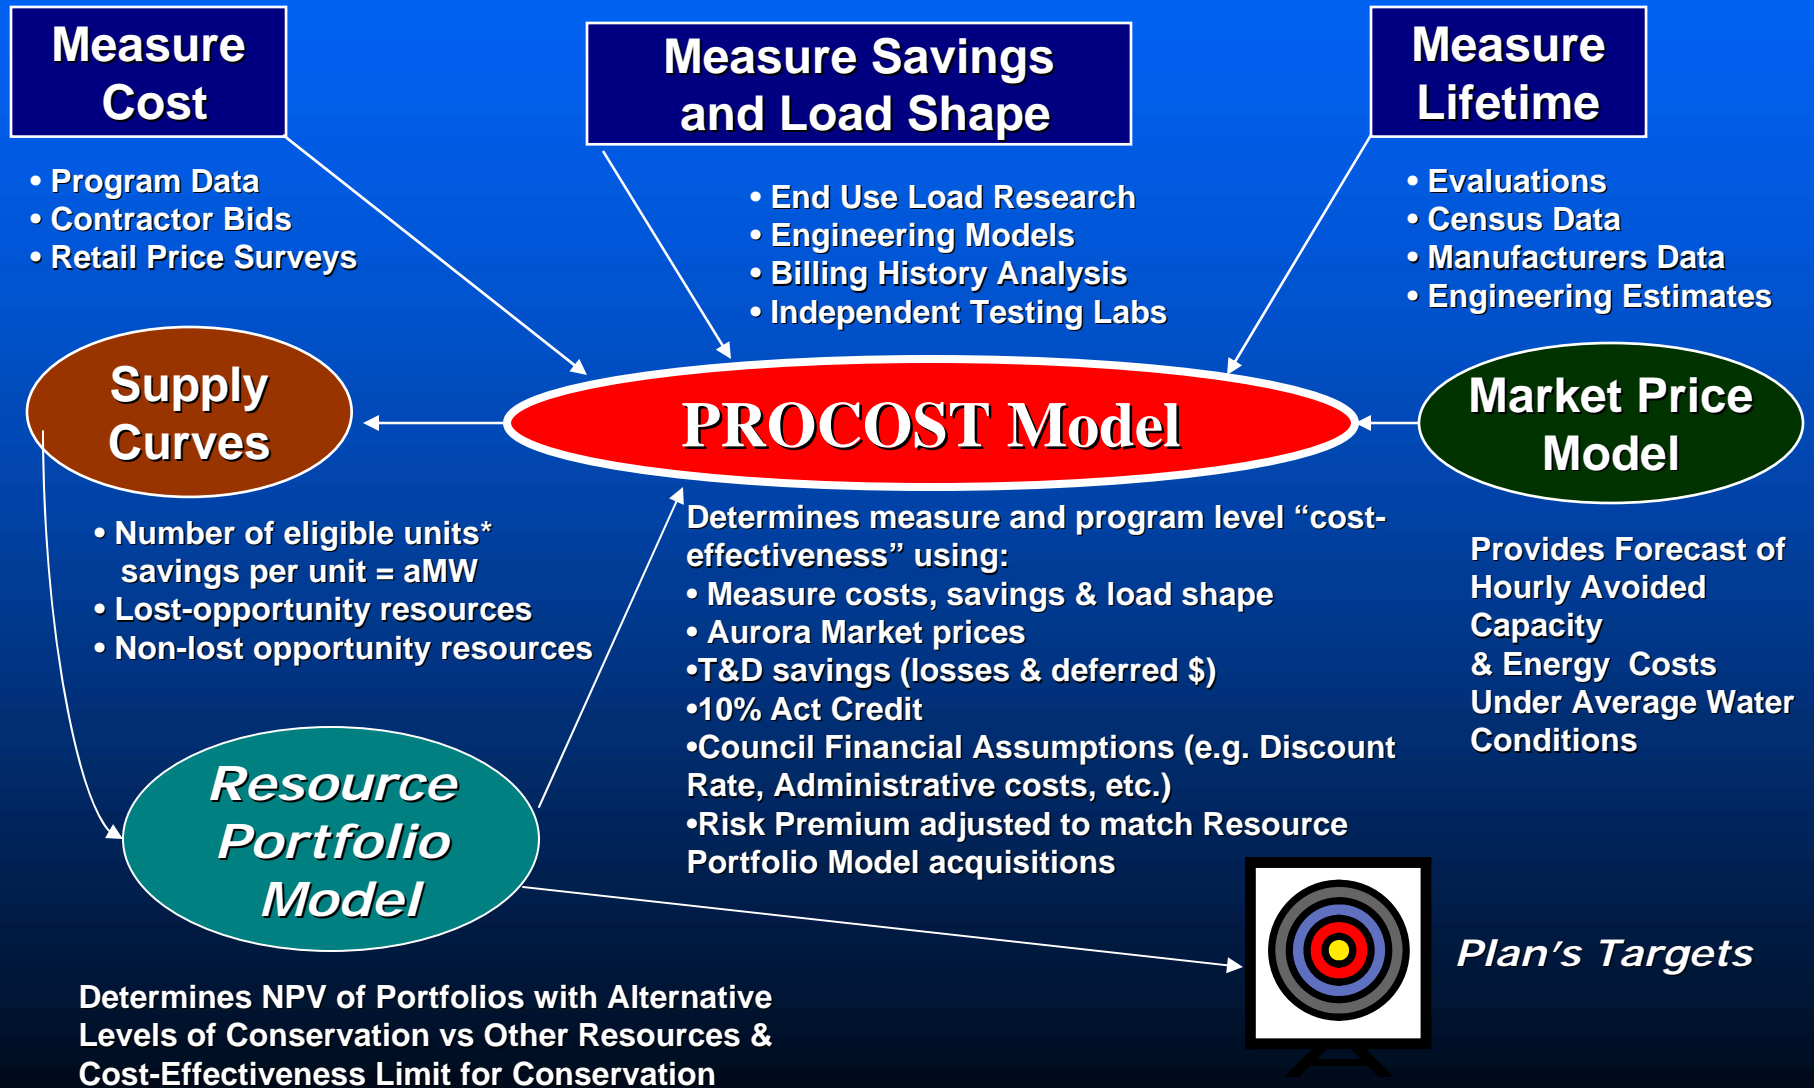 Measure
Cost
• Program Data
• Contractor Bids
• Retail Price Surveys
Measure Savings
and Load Shape
• End Use Load Research
• Engineering Models
• Billing History Analysis
• Independent Testing Labs
Measure
Lifetime
• Evaluations
• Census Data
• Manufacturers Data
• Engineering Estimates
Supply
Curves
• Number of eligible units*
savings per unit = aMW
• Lost-opportunity resources
• Non-lost opportunity resources
PROCOST Model
Determines measure and program level “cost-
effectiveness” using:
• Measure costs, savings & load shape
• Aurora Market prices
•T&D savings (losses & deferred $)
•10% Act Credit
•Council Financial Assumptions (e.g. Discount
Rate, Administrative costs, etc.)
•Risk Premium adjusted to match Resource
Portfolio Model acquisitions
Market Price
Model
Provides Forecast of
Hourly Avoided
Capacity
& Energy Costs
Under Average Water
Conditions
Resource
Portfolio
Model
Determines NPV of Portfolios with Alternative
Levels of Conservation vs Other Resources &
Cost-Effectiveness Limit for Conservation
Plan’s Targets